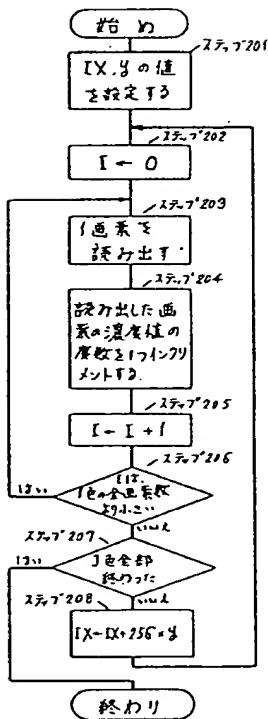 始め
ステップ201
IX,yの値
を設定する
ステップ202
I ← 0
ステップ203
1画素を
読み出す
ステップ204
読み出した画
素の濃度値の
度数を1つインクリ
メントする.
ステップ205
I ← I + 1
ステップ206
Iは,
1色の全画素数
より小さい
はい
いいえ
ステップ207
3色全部
終わった
はい
いいえ
ステップ208
IX←IX+256×y
終わり